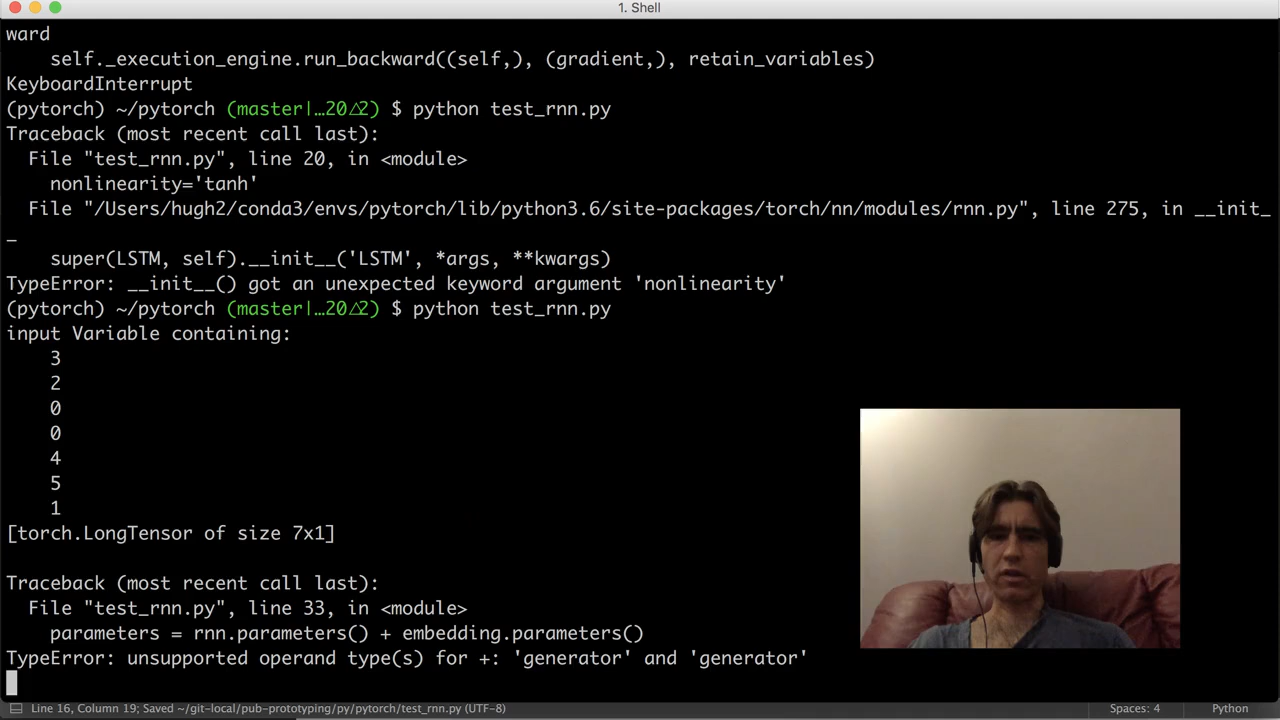 1. Shell
ward
self._execution_engine.run_backward((self,), (gradient,), retain_variables)
KeyboardInterrupt
(pytorch) ~/pytorch (master|…20△2) $ python test_rnn.py
Traceback (most recent call last):
File "test_rnn.py", line 20, in <module>
nonlinearity='tanh'
File "/Users/hugh2/conda3/envs/pytorch/lib/python3.6/site-packages/torch/nn/modules/rnn.py", line 275, in __init_
_
super(LSTM, self).__init__('LSTM', *args, **kwargs)
TypeError: __init__() got an unexpected keyword argument 'nonlinearity'
(pytorch) ~/pytorch (master|…20△2) $ python test_rnn.py
input Variable containing:
3
2
0
0
4
5
1
[torch.LongTensor of size 7x1]
Traceback (most recent call last):
File "test_rnn.py", line 33, in <module>
parameters = rnn.parameters() + embedding.parameters()
TypeError: unsupported operand type(s) for +: 'generator' and 'generator'
Line 16, Column 19; Saved ~/git-local/pub-prototyping/py/pytorch/test_rnn.py (UTF-8)
Spaces: 4
Python